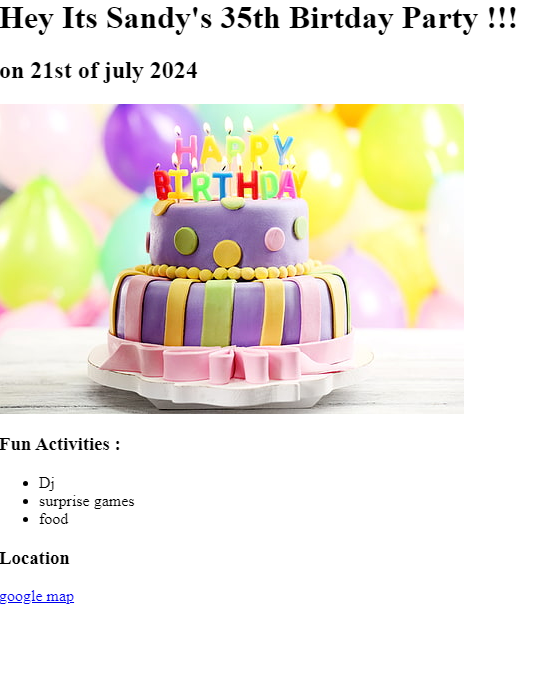 Hey Its Sandy's 35th Birtday Party !!!
on 21st of july 2024
HAPPY
BIRTHDAY
Fun Activities :
Dj
surprise games
food
Location
google map